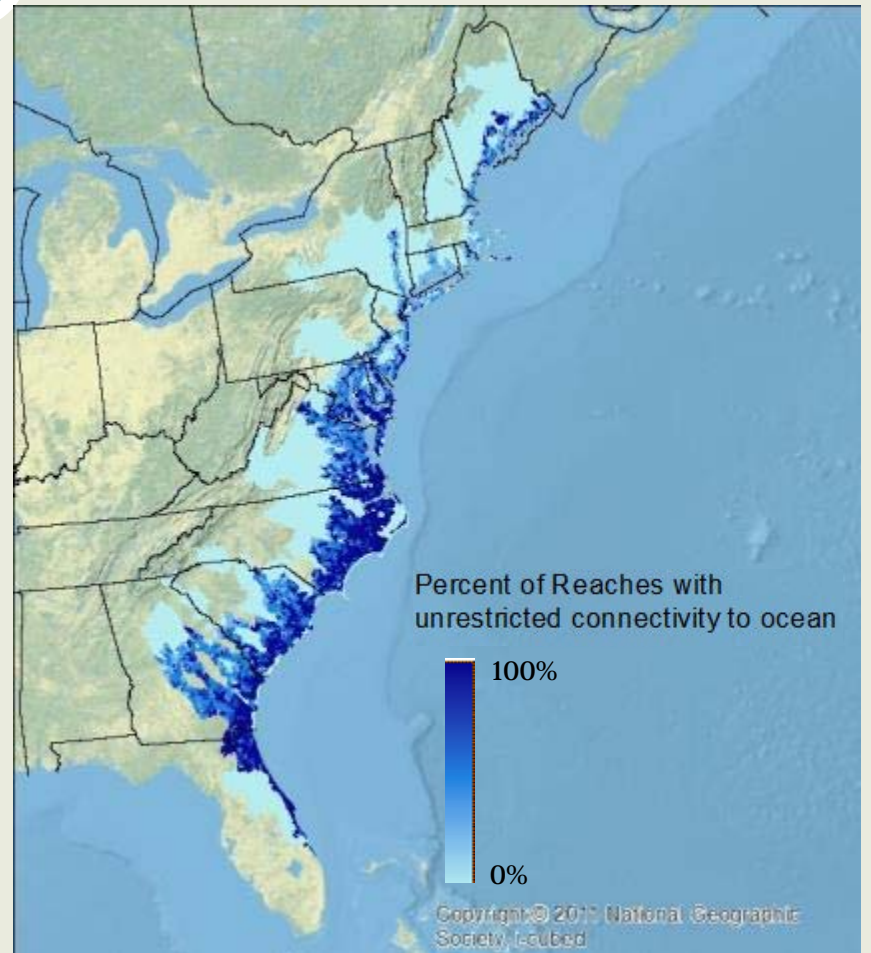 Percent of Reaches with
unrestricted connectivity to ocean
100%
0%
Copyright:© 2011 National Geographic
Society, i-cubed